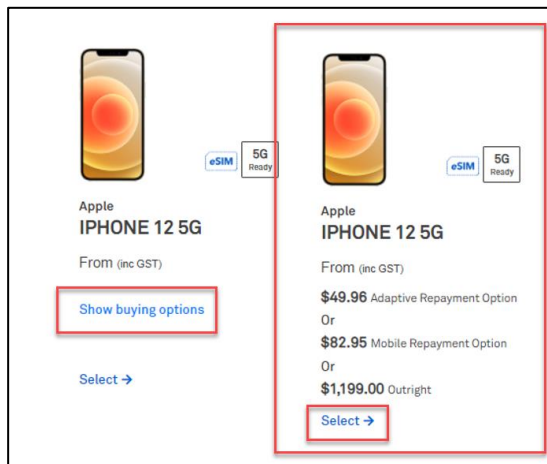 eSIM
5G
Ready
Apple
IPHONE 12 5G
From (inc GST)
Show buying options
Select →
eSIM
5G
Ready
Apple
IPHONE 12 5G
From (inc GST)
$49.96 Adaptive Repayment Option
Or
$82.95 Mobile Repayment Option
Or
$1,199.00 Outright
Select →